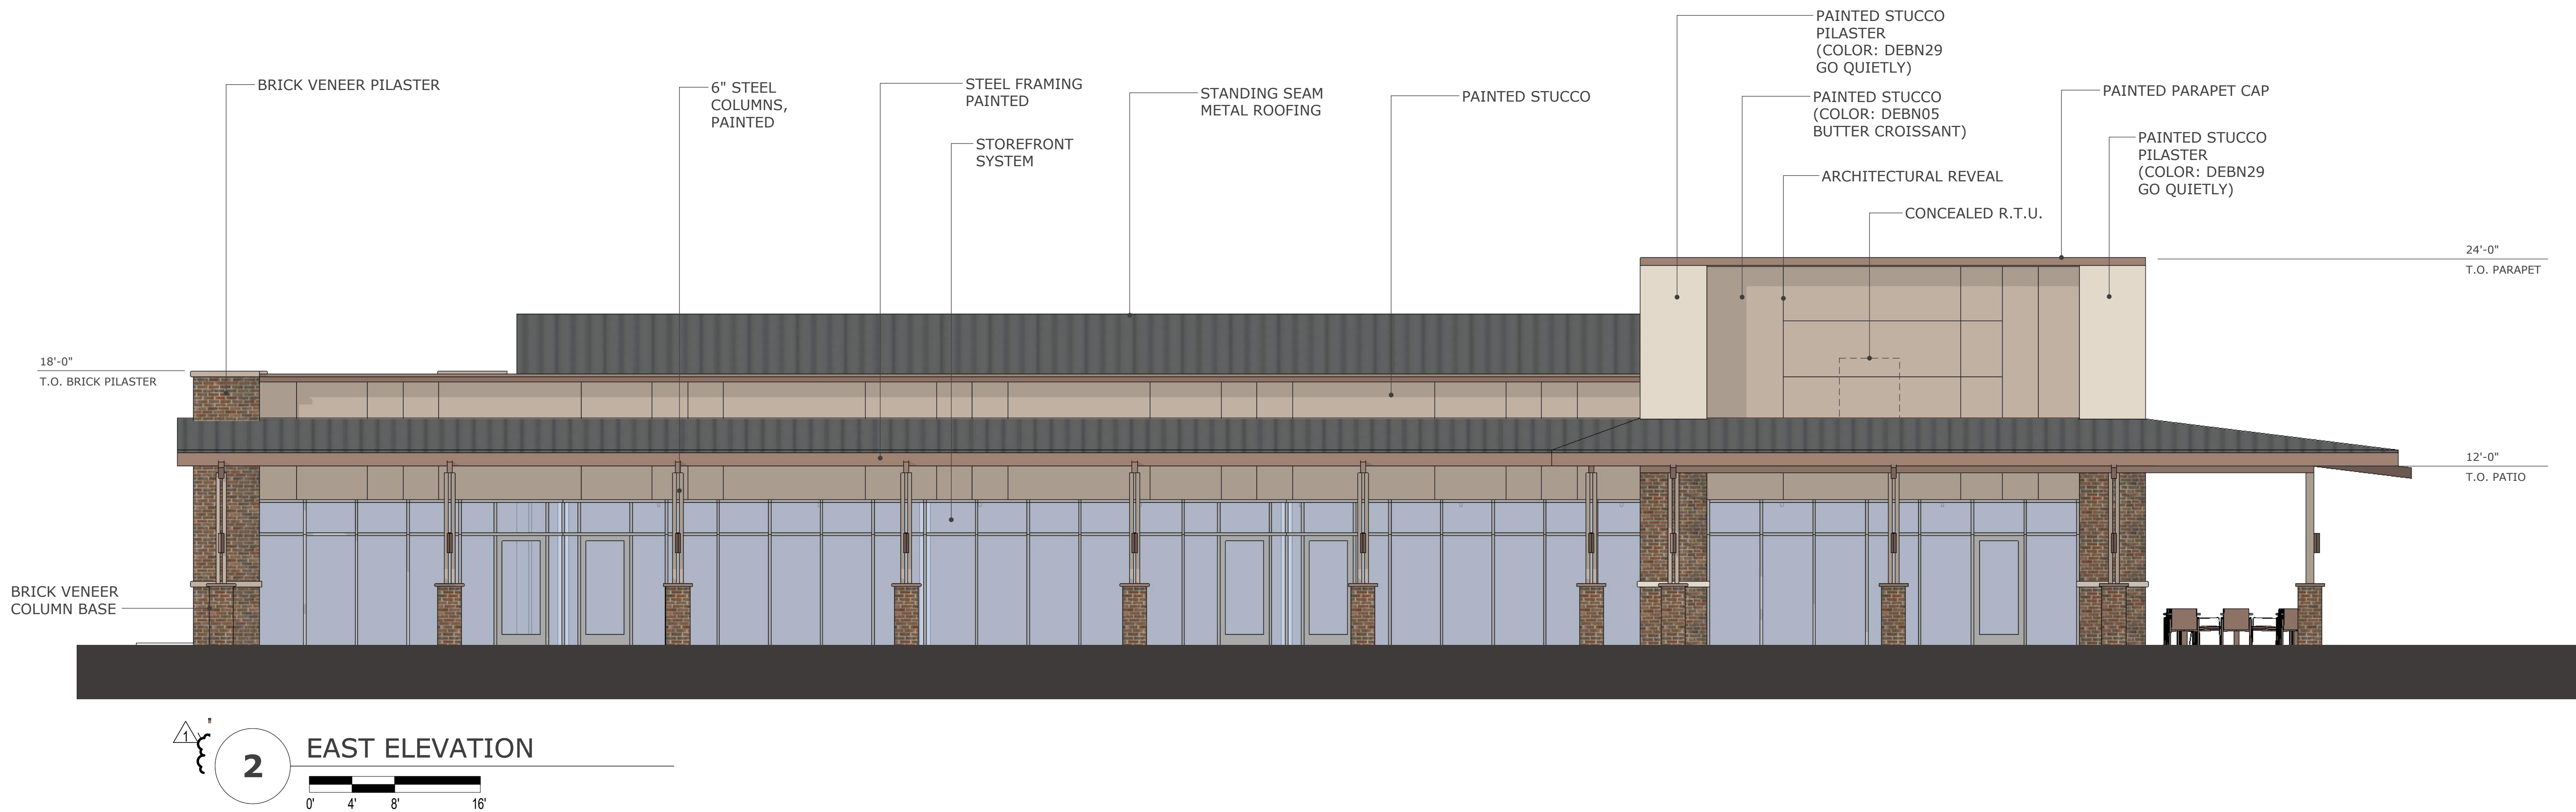 PAINTED STUCCO
PILASTER
(COLOR: DEBN29
GO QUIETLY)
BRICK VENEER PILASTER
6" STEEL
COLUMNS,
PAINTED
STEEL FRAMING
PAINTED
STOREFRONT
SYSTEM
STANDING SEAM
METAL ROOFING
PAINTED STUCCO
PAINTED STUCCO
(COLOR: DEBN05
BUTTER CROISSANT)
ARCHITECTURAL REVEAL
CONCEALED R.T.U.
PAINTED PARAPET CAP
PAINTED STUCCO
PILASTER
(COLOR: DEBN29
GO QUIETLY)
24'-0"
T.O. PARAPET
18'-0"
T.O. BRICK PILASTER
12'-0"
T.O. PATIO
BRICK VENEER
COLUMN BASE
1
2
EAST ELEVATION
0' 4' 8' 16'